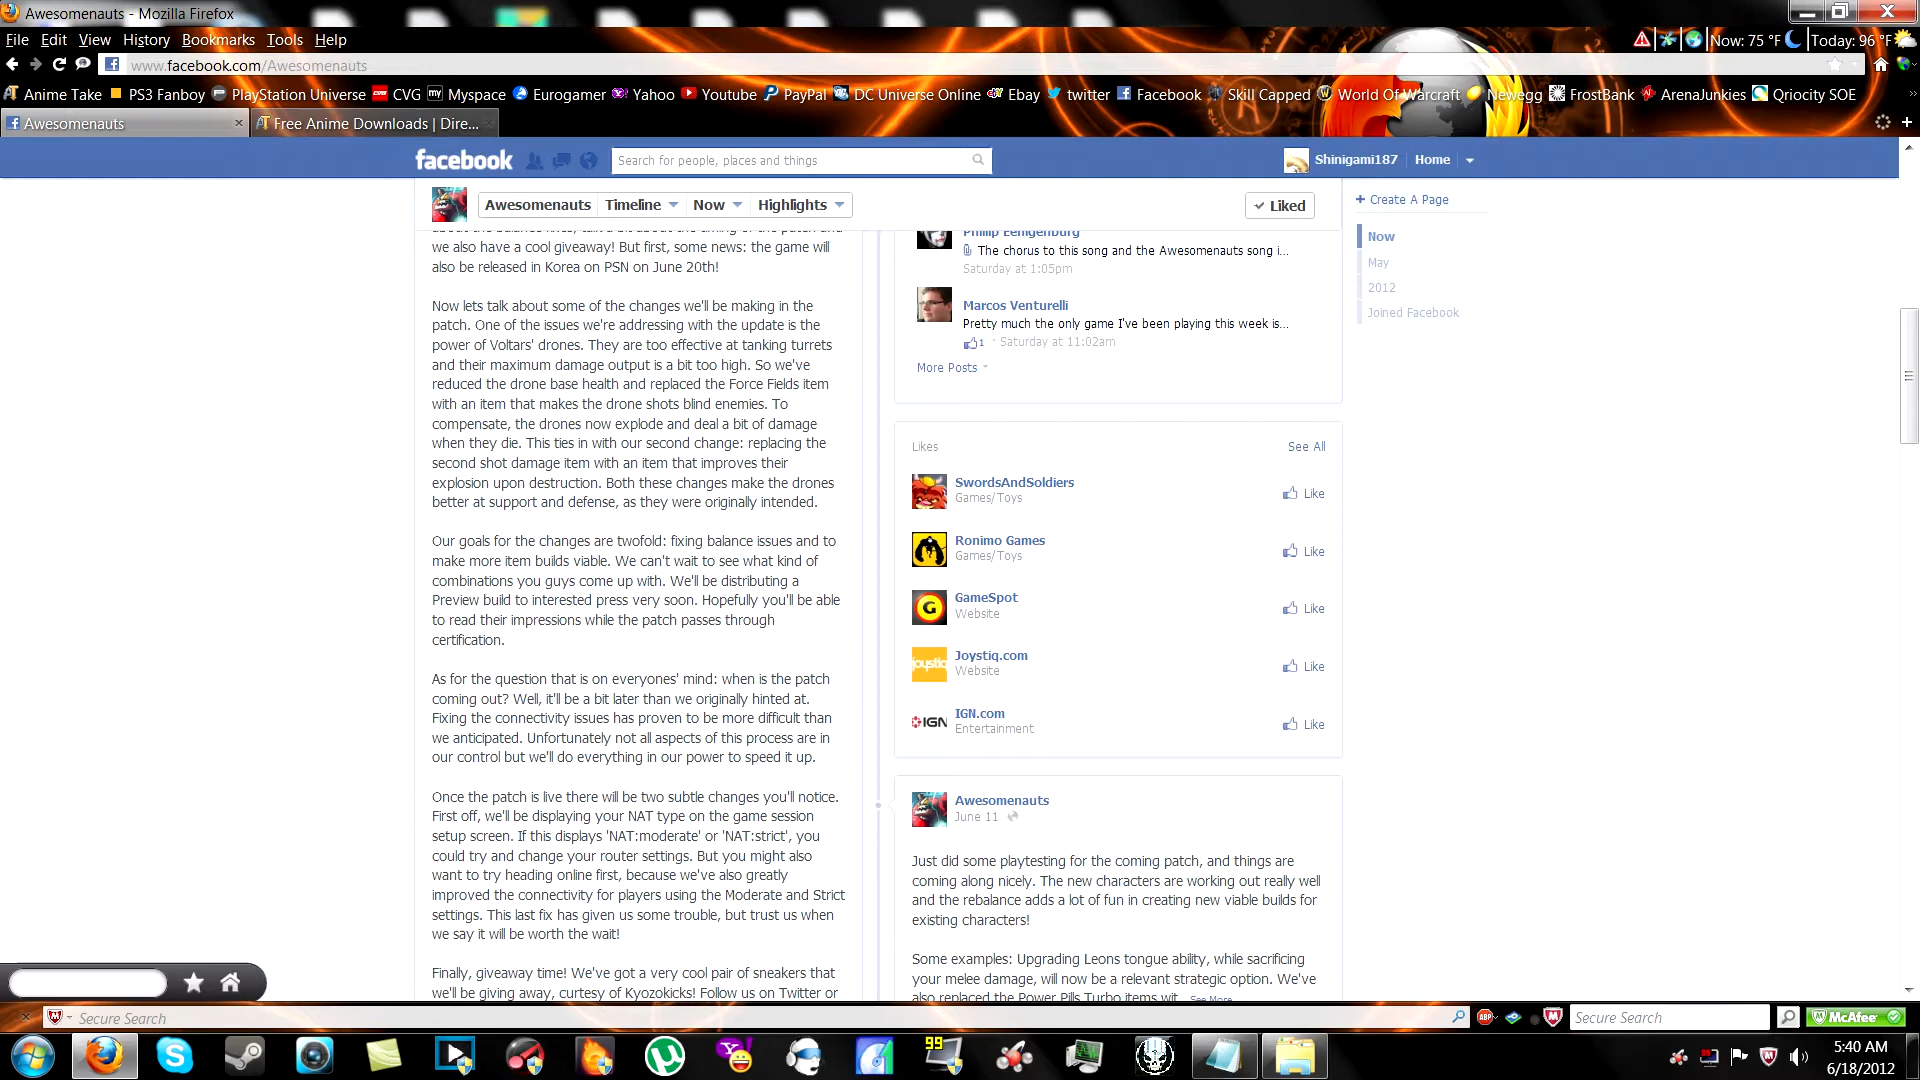 Awesomenauts - Mozilla Firefox
File Edit View History Bookmarks Tools Help
Now: 75 °F Today: 96 °F
www.facebook.com/Awesomenauts
Anime Take PS3 Fanboy PlayStation Universe CVG Myspace Eurogamer Yahoo Youtube PayPal DC Universe Online Ebay twitter Facebook Skill Capped World Of Warcraft Newegg FrostBank ArenaJunkies Qriocity SOE
Awesomenauts
Free Anime Downloads | Dire...
facebook
Search for people, places and things
Shinigami187 Home
Awesomenauts Timeline Now Highlights
Liked
we also have a cool giveaway! But first, some news: the game will
also be released in Korea on PSN on June 20th!
Now lets talk about some of the changes we'll be making in the
patch. One of the issues we're addressing with the update is the
power of Voltars' drones. They are too effective at tanking turrets
and their maximum damage output is a bit too high. So we've
reduced the drone base health and replaced the Force Fields item
with an item that makes the drone shots blind enemies. To
compensate, the drones now explode and deal a bit of damage
when they die. This ties in with our second change: replacing the
second shot damage item with an item that improves their
explosion upon destruction. Both these changes make the drones
better at support and defense, as they were originally intended.
Our goals for the changes are twofold: fixing balance issues and to
make more item builds viable. We can't wait to see what kind of
combinations you guys come up with. We'll be distributing a
Preview build to interested press very soon. Hopefully you'll be able
to read their impressions while the patch passes through
certification.
As for the question that is on everyones' mind: when is the patch
coming out? Well, it'll be a bit later than we originally hinted at.
Fixing the connectivity issues has proven to be more difficult than
we anticipated. Unfortunately not all aspects of this process are in
our control but we'll do everything in our power to speed it up.
Once the patch is live there will be two subtle changes you'll notice.
First off, we'll be displaying your NAT type on the game session
setup screen. If this displays 'NAT:moderate' or 'NAT:strict', you
could try and change your router settings. But you might also
want to try heading online first, because we've also greatly
improved the connectivity for players using the Moderate and Strict
settings. This last fix has given us some trouble, but trust us when
we say it will be worth the wait!
Finally, giveaway time! We've got a very cool pair of sneakers that
we'll be giving away, curtesy of Kyozokicks! Follow us on Twitter or
The chorus to this song and the Awesomenauts song i...
Saturday at 1:05pm
Marcos Venturelli
Pretty much the only game I've been playing this week is...
1 · Saturday at 11:02am
More Posts
Likes See All
SwordsAndSoldiers
Games/Toys
Like
Ronimo Games
Games/Toys
Like
GameSpot
Website
Like
joystiq
Joystiq.com
Website
Like
IGN
IGN.com
Entertainment
Like
Awesomenauts
June 11
Just did some playtesting for the coming patch, and things are
coming along nicely. The new characters are working out really well
and the rebalance adds a lot of fun in creating new viable builds for
existing characters!
Some examples: Upgrading Leons tongue ability, while sacrificing
your melee damage, will now be a relevant strategic option. We've
also replaced the Power Pills Turbo items wit... See More
+ Create A Page
Now
May
2012
Joined Facebook
Secure Search
ABP
Secure Search
McAfee
99
5:40 AM
6/18/2012